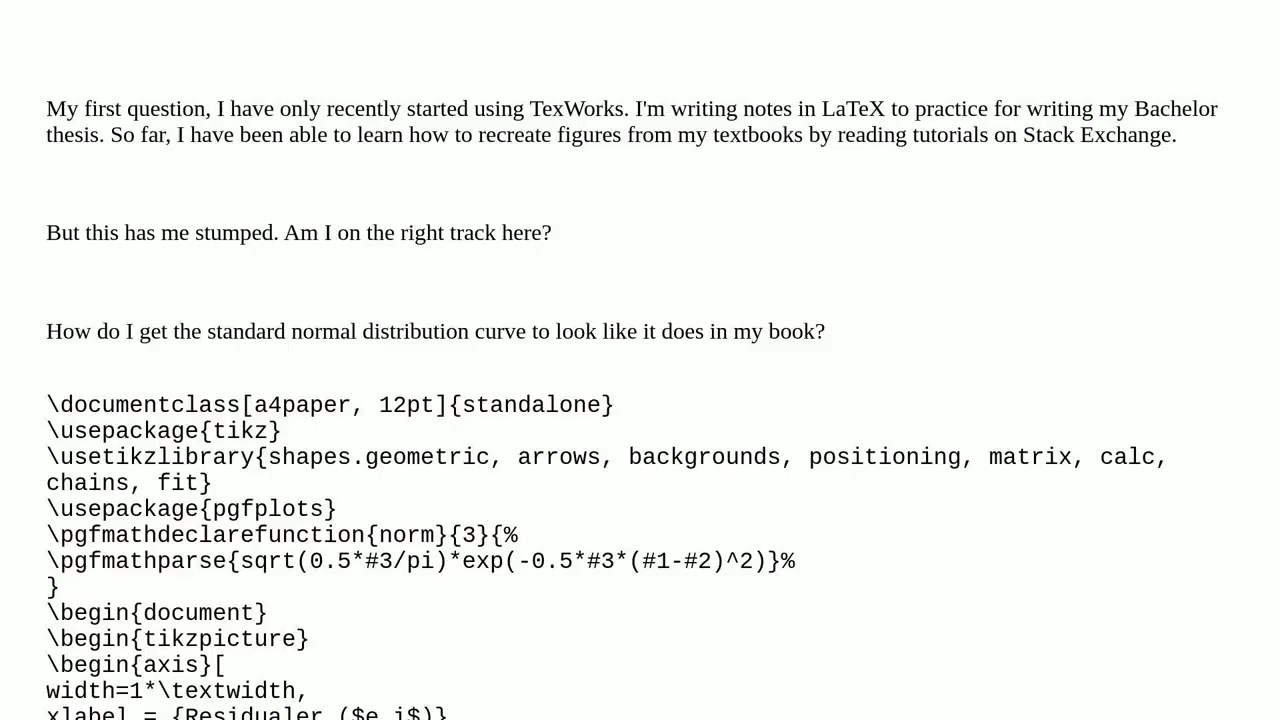 My first question, I have only recently started using TexWorks. I'm writing notes in LaTeX to practice for writing my Bachelor
thesis. So far, I have been able to learn how to recreate figures from my textbooks by reading tutorials on Stack Exchange.
But this has me stumped. Am I on the right track here?
How do I get the standard normal distribution curve to look like it does in my book?
\documentclass[a4paper, 12pt]{standalone}
\usepackage{tikz}
\usetikzlibrary{shapes.geometric, arrows, backgrounds, positioning, matrix, calc,
chains, fit}
\usepackage{pgfplots}
\pgfmathdeclarefunction{norm}{3}{%
\pgfmathparse{sqrt(0.5*#3/pi)*exp(-0.5*#3*(#1-#2)^2)}%
}
\begin{document}
\begin{tikzpicture}
\begin{axis}[
width=1*\textwidth,
xlabel = {Residualer ($e_i$)},